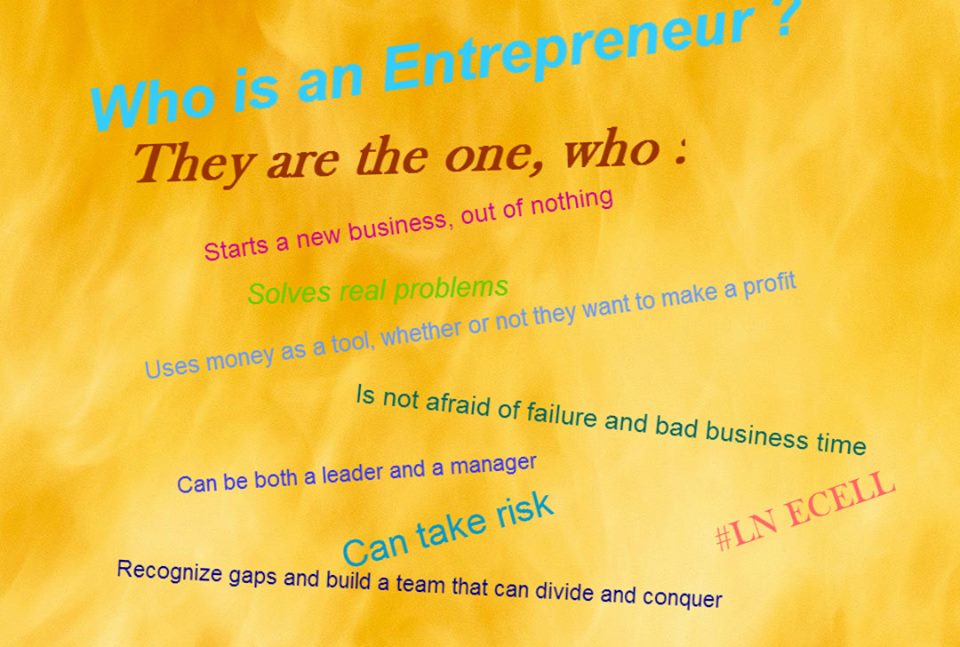 Who is an Entrepreneur ?
They are the one, who :
Starts a new business, out of nothing
Solves real problems
Uses money as a tool, whether or not they want to make a profit
Is not afraid of failure and bad business time
Can be both a leader and a manager
#LN ECELL
Can take risk
Recognize gaps and build a team that can divide and conquer